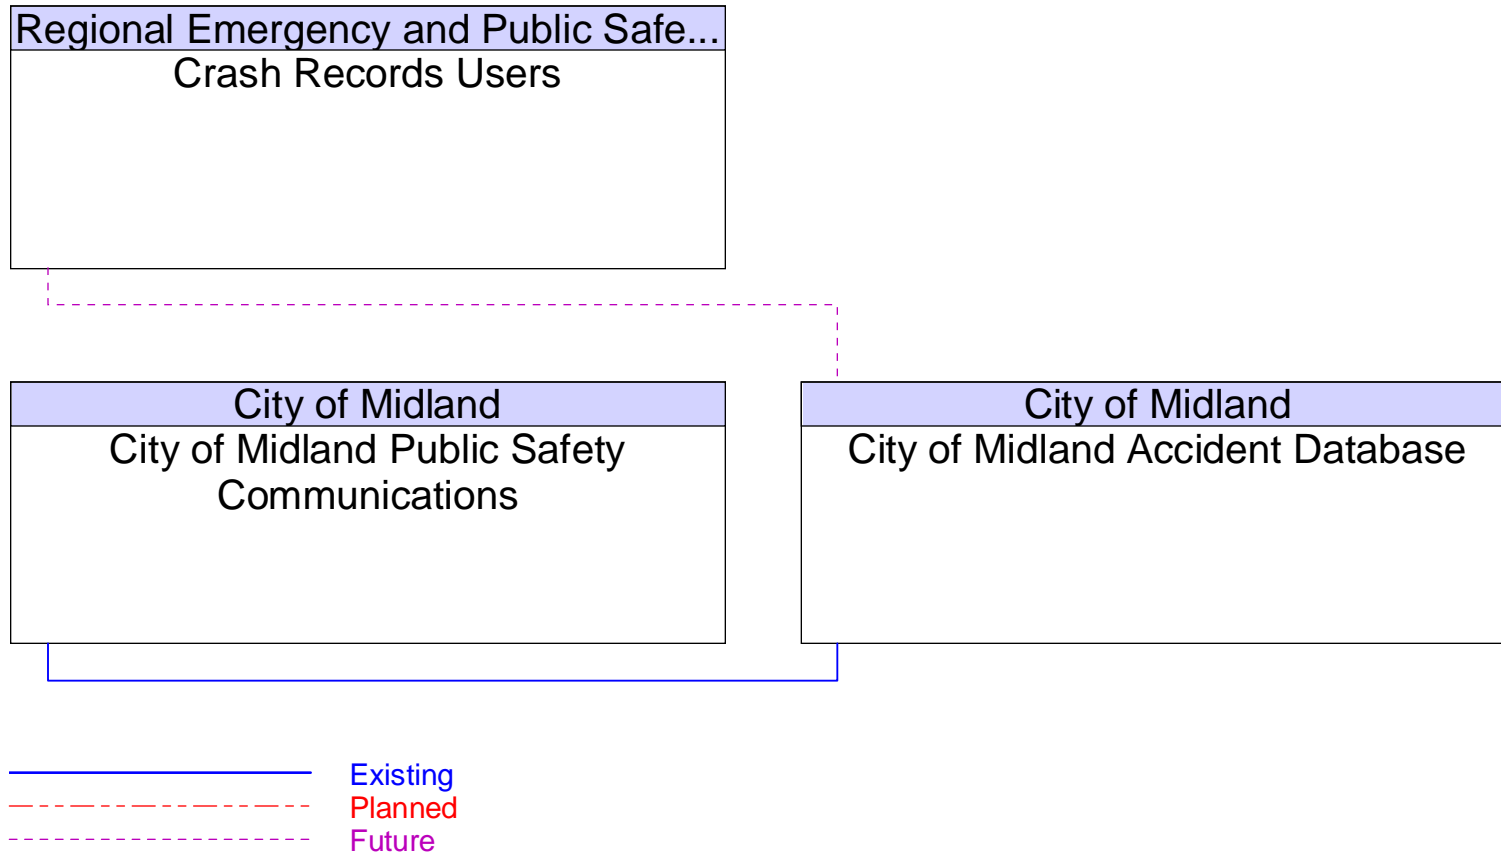 Regional Emergency and Public Safe...
Crash Records Users
City of Midland
City of Midland Public Safety
Communications
City of Midland
City of Midland Accident Database
Existing
Planned
Future